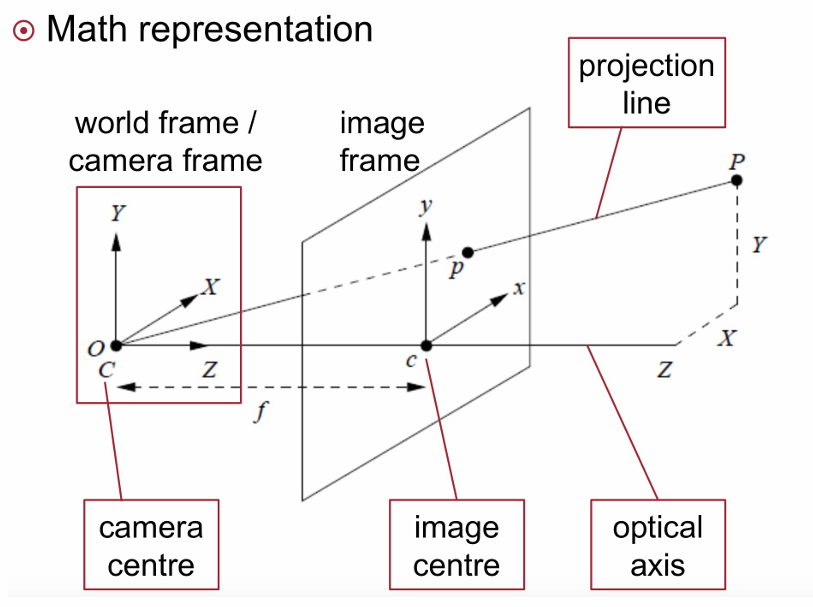 Math representation
projection
line
world frame /
camera frame
image
frame
P
Y
y
Y
p
X
x
O
C
Z
c
Z
X
f
camera
centre
image
centre
optical
axis